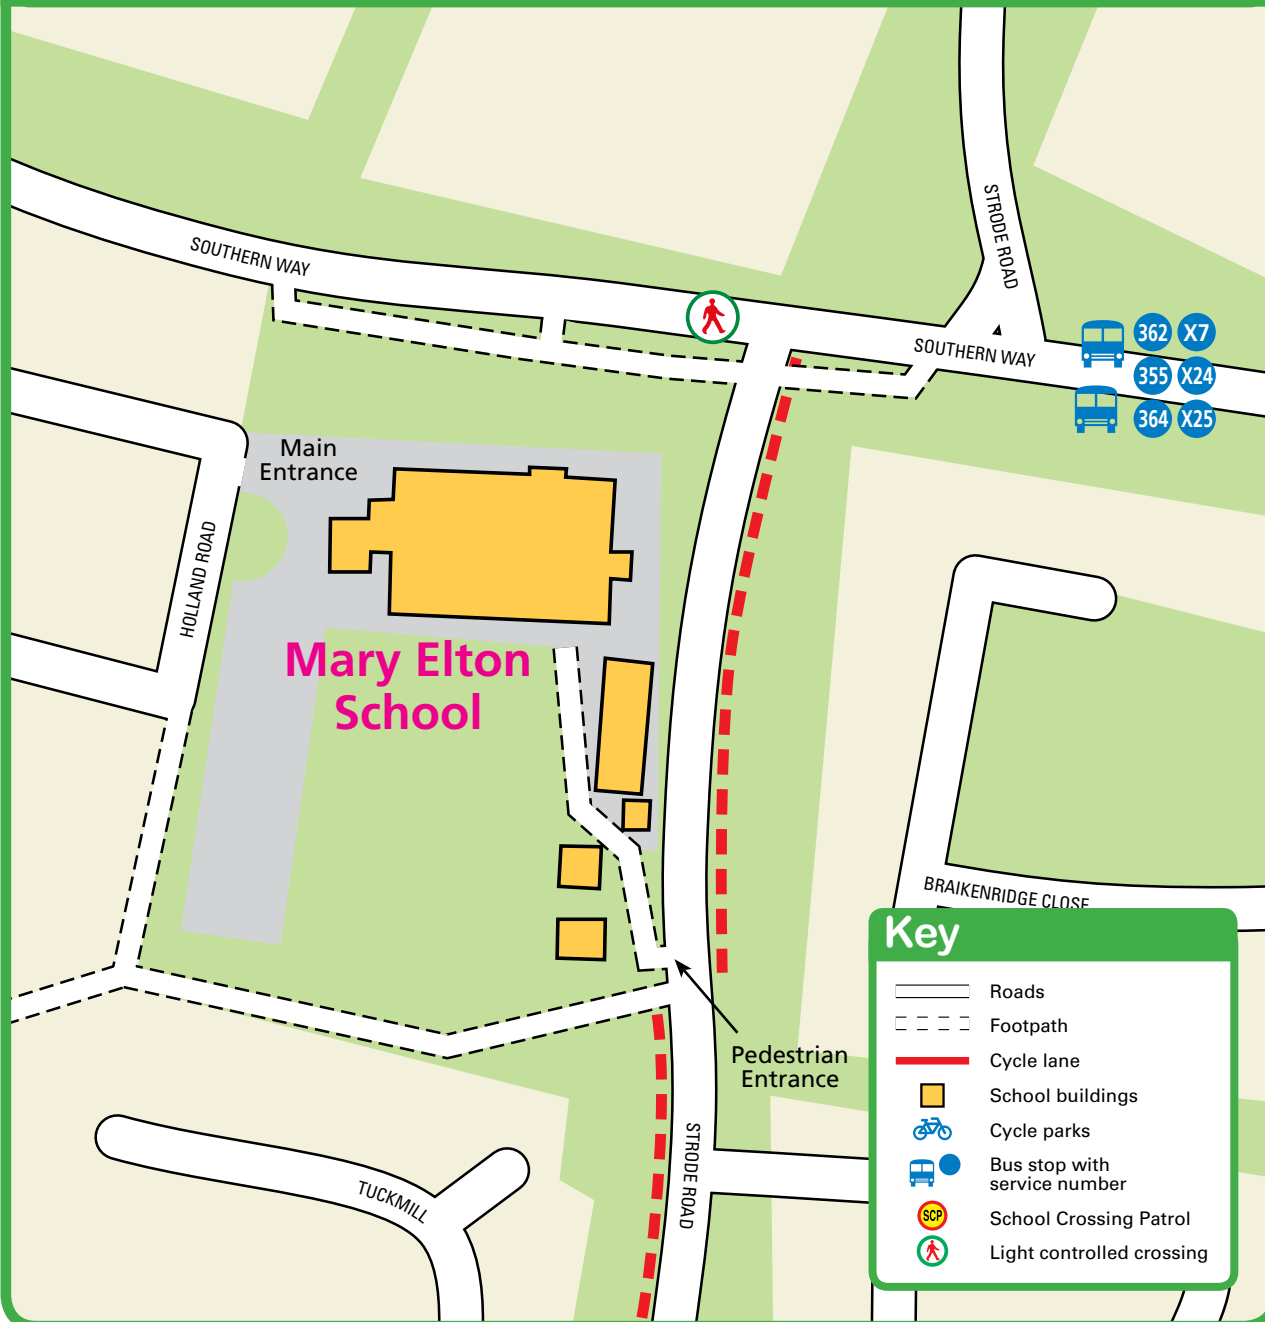 STRODE ROAD
SOUTHERN WAY
SOUTHERN WAY
362 X7
355 X24
364 X25
Main
Entrance
HOLLAND ROAD
Mary Elton
School
BRAIKENRIDGE CLOSE
Pedestrian
Entrance
STRODE ROAD
TUCKMILL
Key
Roads
Footpath
Cycle lane
School buildings
Cycle parks
Bus stop with
service number
SCP
School Crossing Patrol
Light controlled crossing